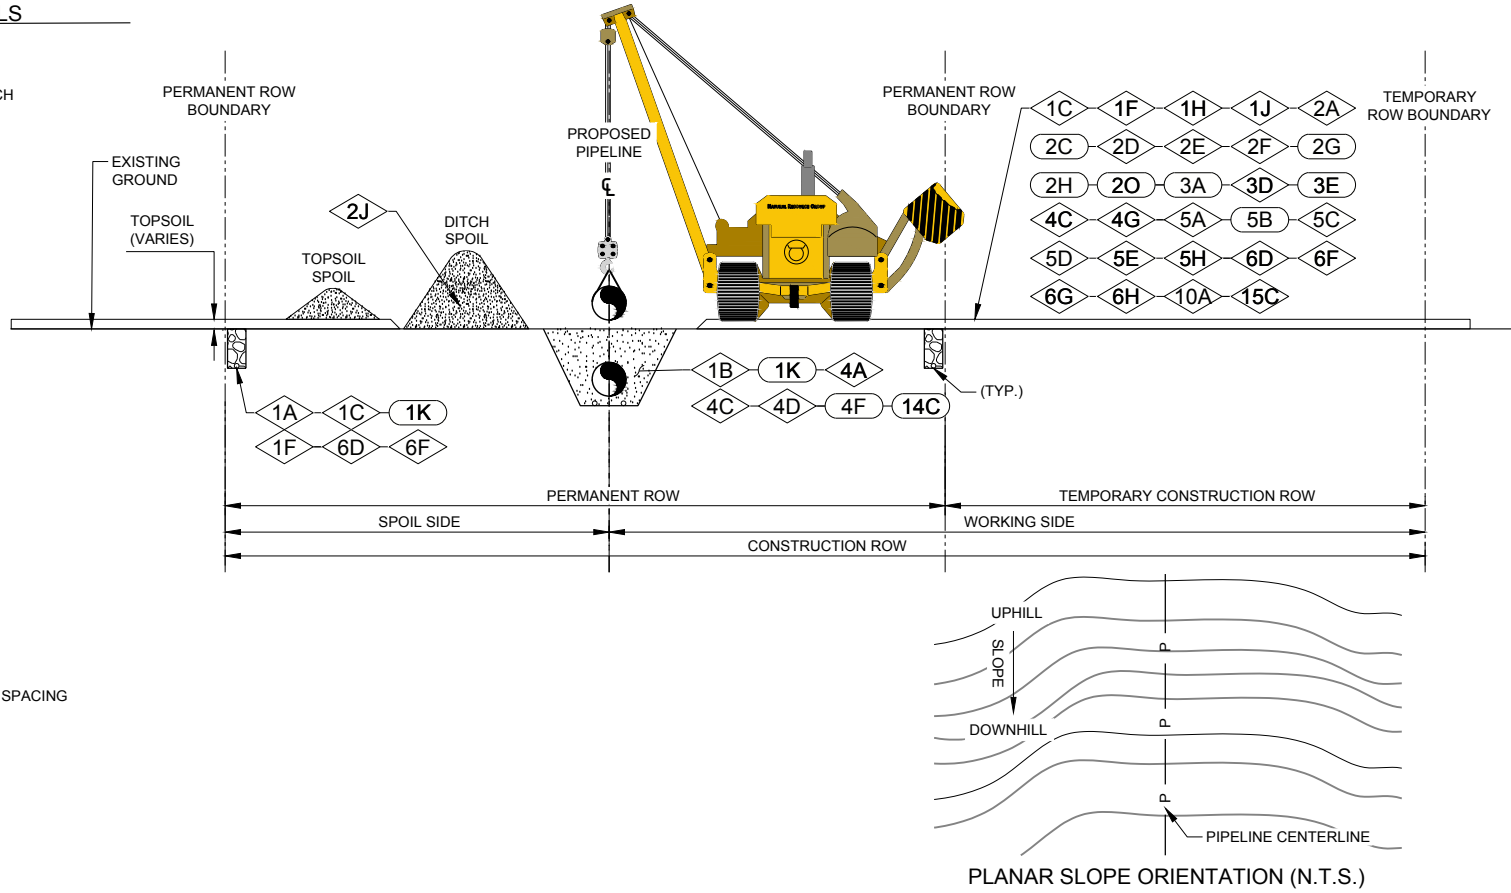 LS
CH
PERMANENT ROW
BOUNDARY
PERMANENT ROW
BOUNDARY
TEMPORARY
ROW BOUNDARY
EXISTING
GROUND
TOPSOIL
(VARIES)
2J
TOPSOIL
SPOIL
DITCH
SPOIL
PROPOSED
PIPELINE
CL
NATURAL RESOURCE GROUP
1C 1F 1H 1J 2A
2C 2D 2E 2F 2G
2H 2O 3A 3D 3E
4C 4G 5A 5B 5C
5D 5E 5H 6D 6F
6G 6H 10A 15C
1A 1C 1K
1F 6D 6F
1B 1K 4A
4C 4D 4F 14C
(TYP.)
PERMANENT ROW
TEMPORARY CONSTRUCTION ROW
SPOIL SIDE
WORKING SIDE
CONSTRUCTION ROW
SPACING
UPHILL
SLOPE
DOWNHILL
P
P
P
PIPELINE CENTERLINE
PLANAR SLOPE ORIENTATION (N.T.S.)